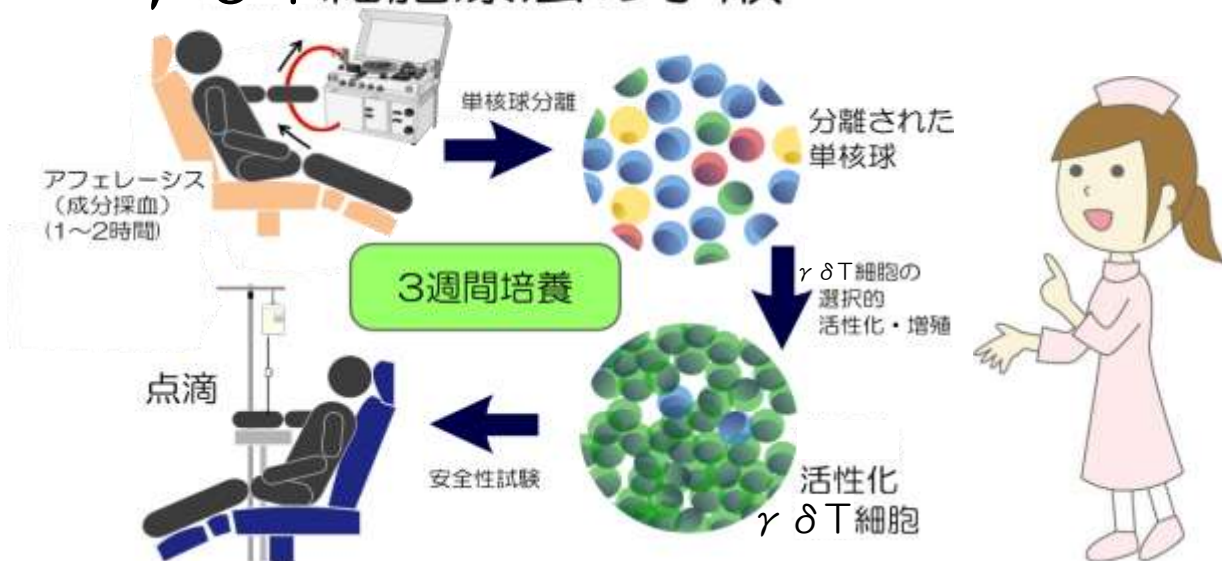 単核球分離
分離された
単核球
アフェレーシス
（成分採血）
(1～2時間)
3週間培養
γδT細胞の
選択的
活性化・増殖
点滴
安全性試験
活性化
γδT細胞